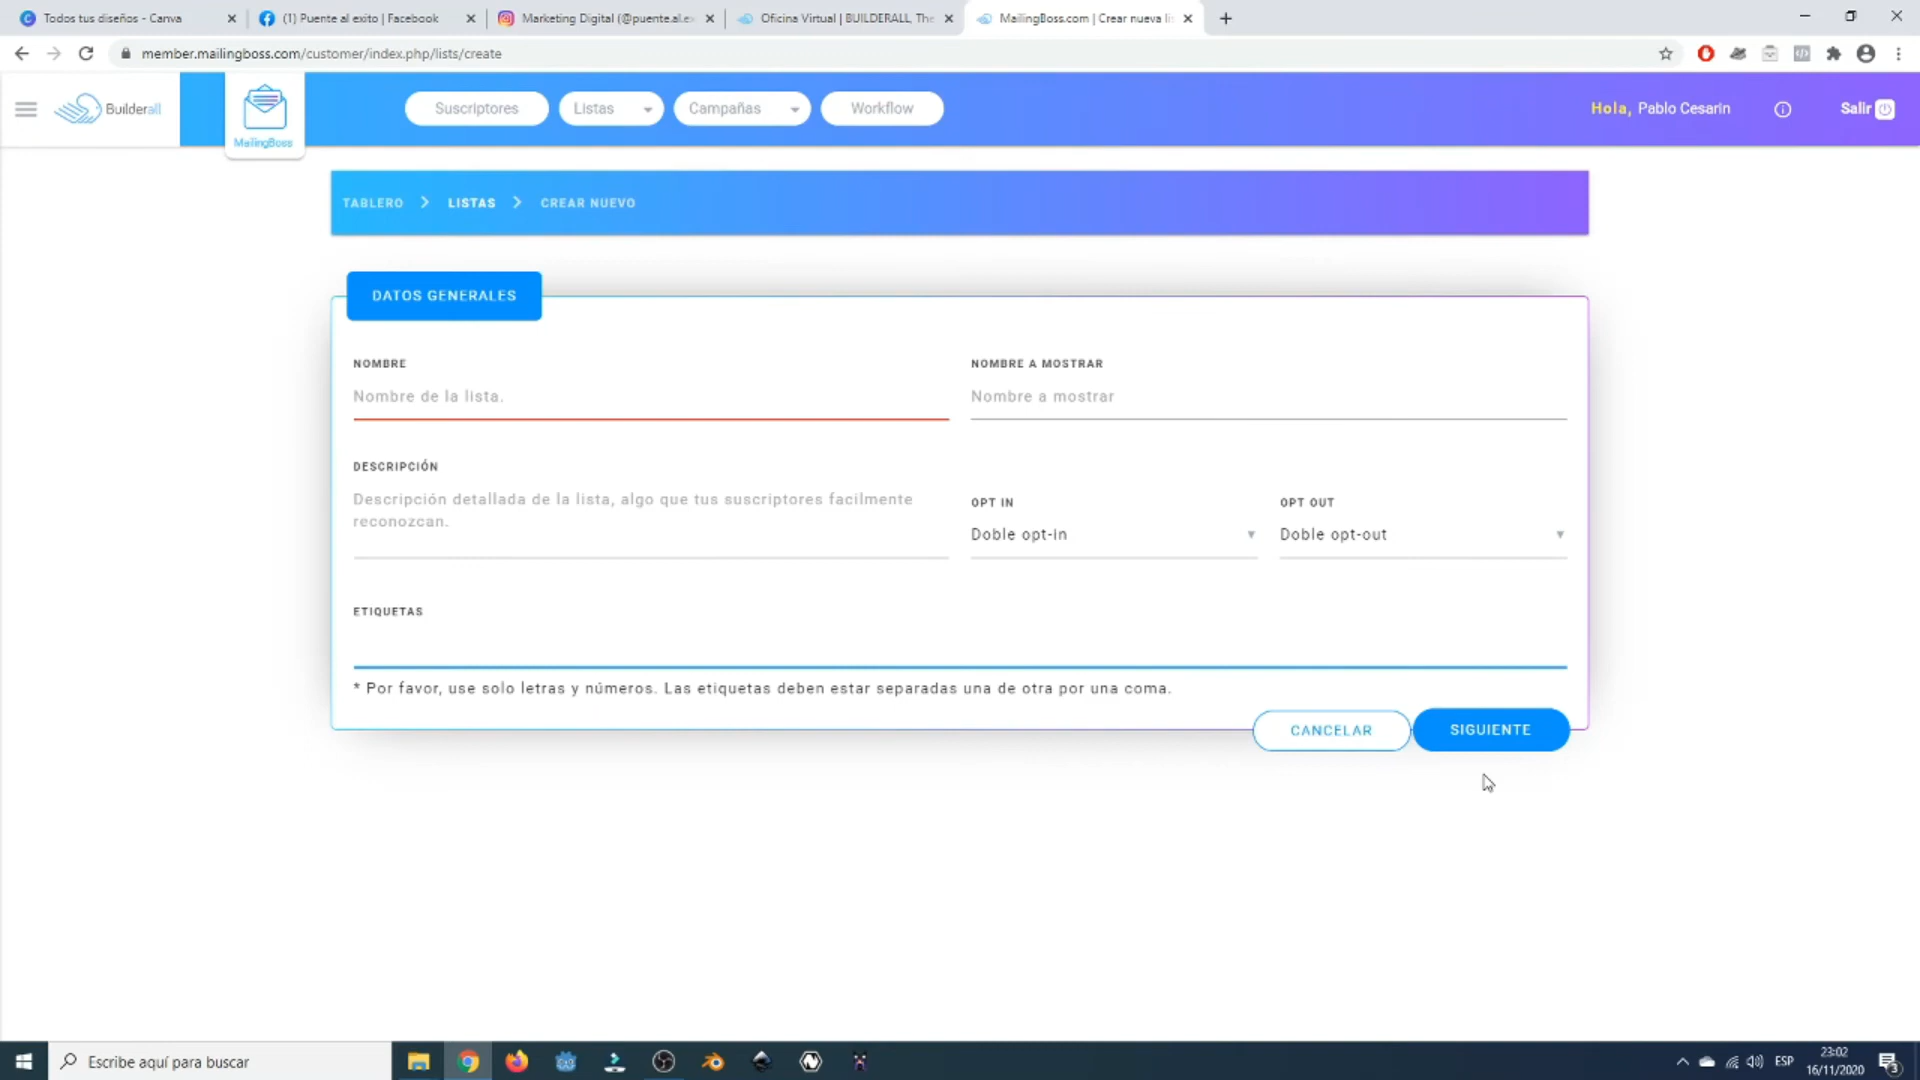 Todos tus diseños - Canva
(1) Puente al exito | Facebook
Marketing Digital (@puente.al.ex
Oficina Virtual | BUILDERALL, The
MailingBoss.com | Crear nueva li
member.mailingboss.com/customer/index.php/lists/create
Builderall
MailingBoss
Suscriptores
Listas
Campañas
Workflow
Hola, Pablo Cesarin
Salir
TABLERO > LISTAS > CREAR NUEVO
DATOS GENERALES
NOMBRE
Nombre de la lista.
NOMBRE A MOSTRAR
Nombre a mostrar
DESCRIPCIÓN
Descripción detallada de la lista, algo que tus suscriptores facilmente
reconozcan.
OPT IN
Doble opt-in
OPT OUT
Doble opt-out
ETIQUETAS
* Por favor, use solo letras y números. Las etiquetas deben estar separadas una de otra por una coma.
CANCELAR
SIGUIENTE
Escribe aquí para buscar
ESP
23:02
16/11/2020
3